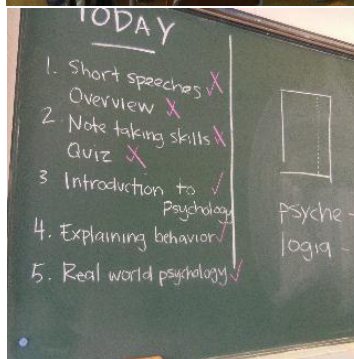 TODAY
1. Short speeches X
Overview X
2. Note taking skills X
Quiz X
3 Introduction to ✓
Psychology
4. Explaining behavior ✓
5. Real world psychology ✓
psyche -
logia -